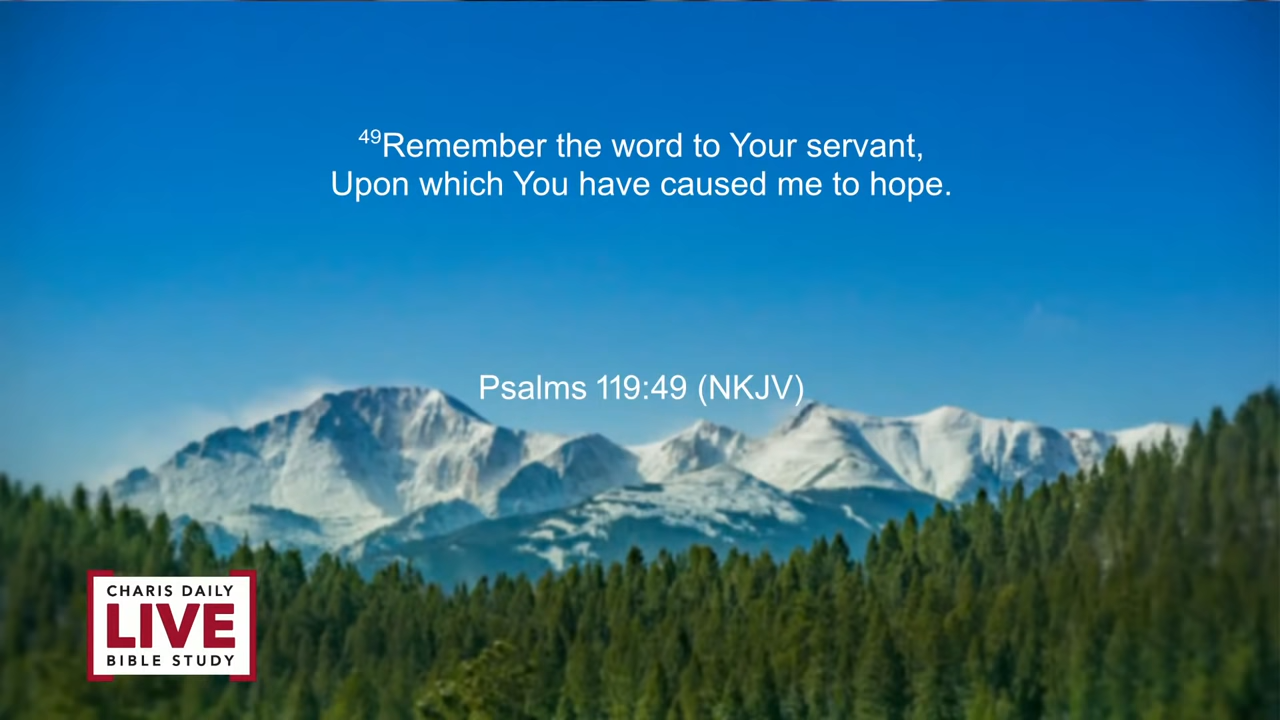 49Remember the word to Your servant,
Upon which You have caused me to hope.
Psalms 119:49 (NKJV)
CHARIS DAILY
LIVE
BIBLE STUDY